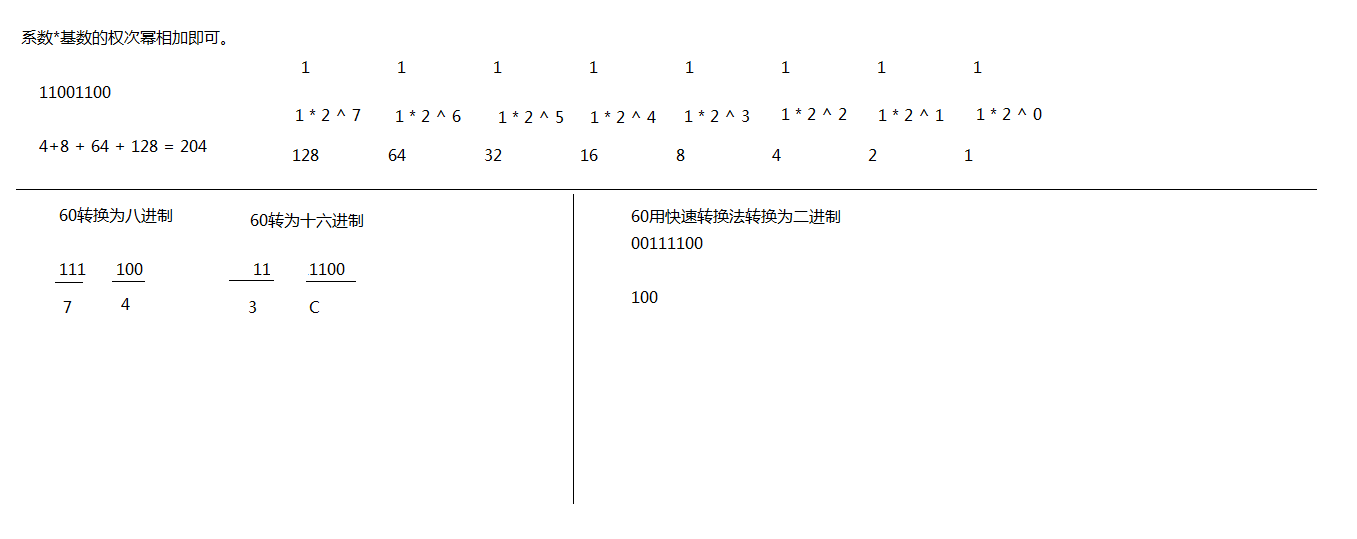 系数*基数的权次幂相加即可。
1 1 1 1 1 1 1 1
11001100
1 * 2 ^ 7 1 * 2 ^ 6 1 * 2 ^ 5 1 * 2 ^ 4 1 * 2 ^ 3 1 * 2 ^ 2 1 * 2 ^ 1 1 * 2 ^ 0
4+8 + 64 + 128 = 204
128 64 32 16 8 4 2 1
60转换为八进制
111 100
7 4
60转为十六进制
11 1100
3 C
60用快速转换法转换为二进制
00111100
100